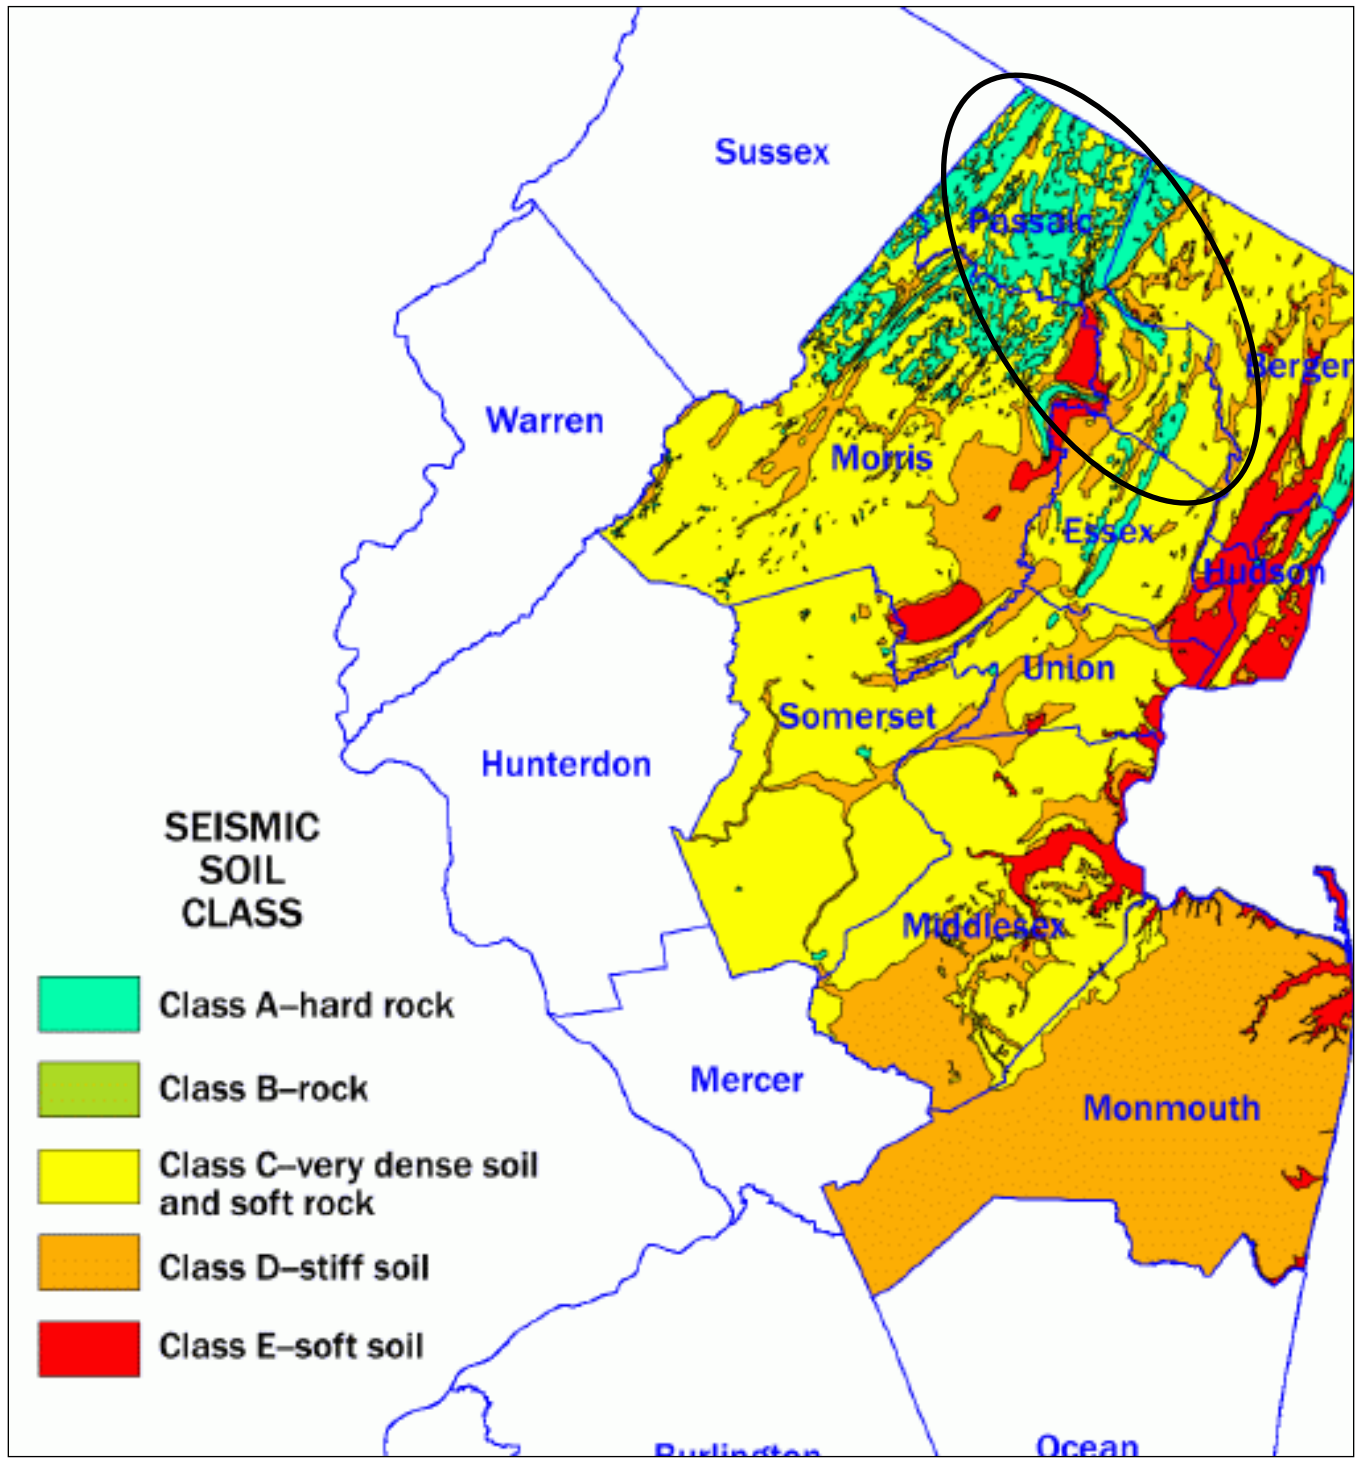 Sussex
Passaic
Bergen
Warren
Morris
Essex
Hudson
Union
Somerset
Hunterdon
SEISMIC
SOIL
CLASS
Middlesex
Class A–hard rock
Mercer
Class B–rock
Monmouth
Class C–very dense soil
and soft rock
Class D–stiff soil
Class E–soft soil
Burlington
Ocean